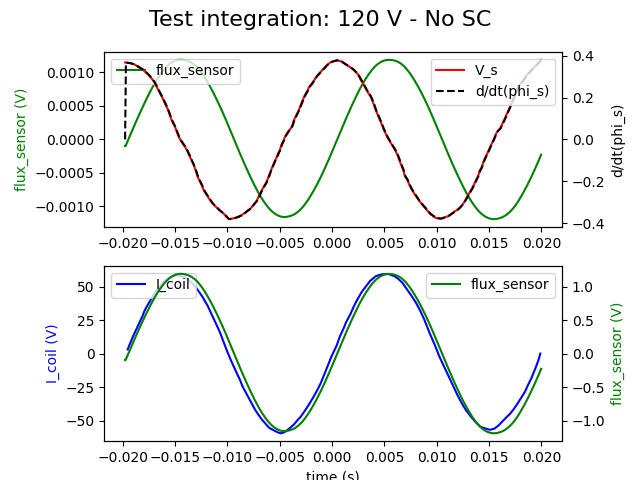 Test integration: 120 V - No SC
flux_sensor
V_s
d/dt(phi_s)
flux_sensor (V)
0.0010
0.0005
0.0000
−0.0005
−0.0010
0.4
0.2
0.0
−0.2
−0.4
d/dt(phi_s)
−0.020 −0.015 −0.010 −0.005 0.000 0.005 0.010 0.015 0.020
I_coil
flux_sensor
I_coil (V)
50
25
0
−25
−50
1.0
0.5
0.0
−0.5
−1.0
flux_sensor (V)
−0.020 −0.015 −0.010 −0.005 0.000 0.005 0.010 0.015 0.020
time (s)